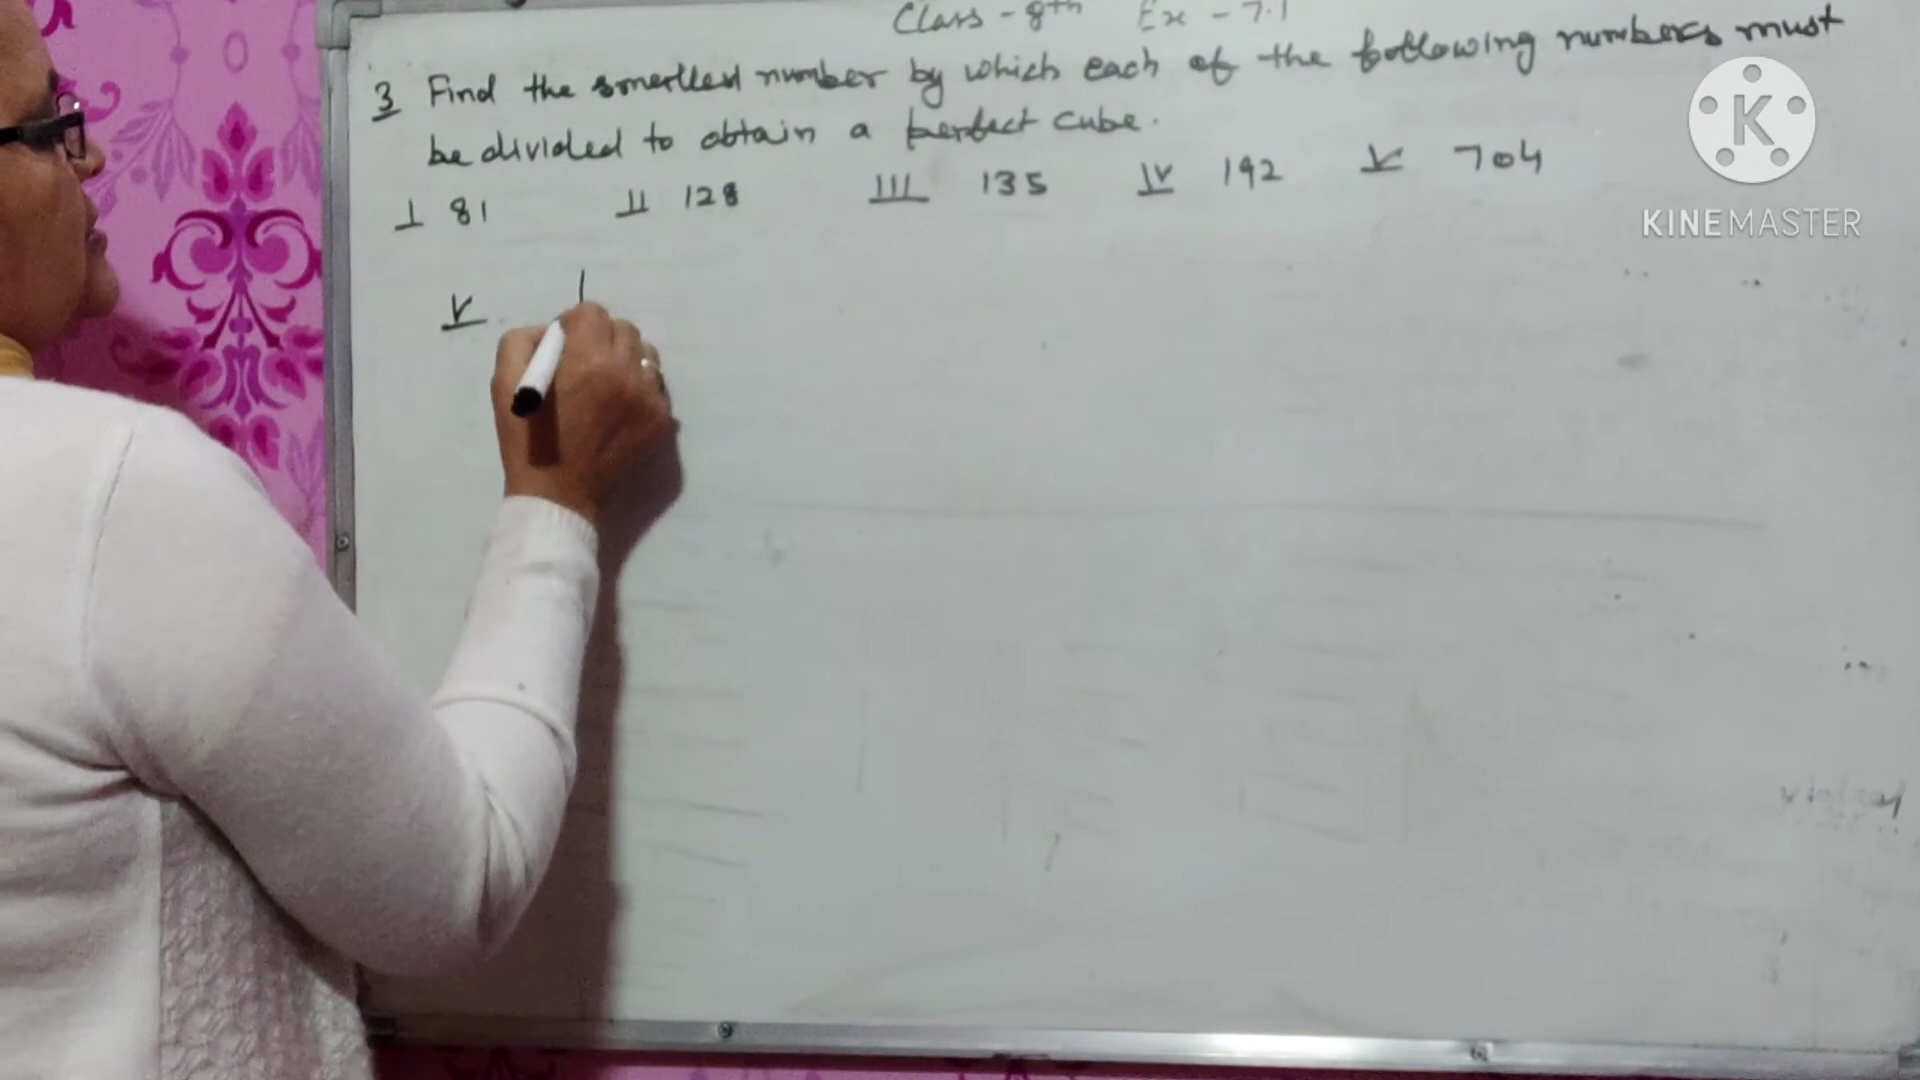 Class - 8th Ex - 7.1
3 Find the smallest number by which each of the following numbers must
be divided to obtain a perfect cube.
I 81 II 128 III 135 IV 192 V 704
V
KINEMASTER